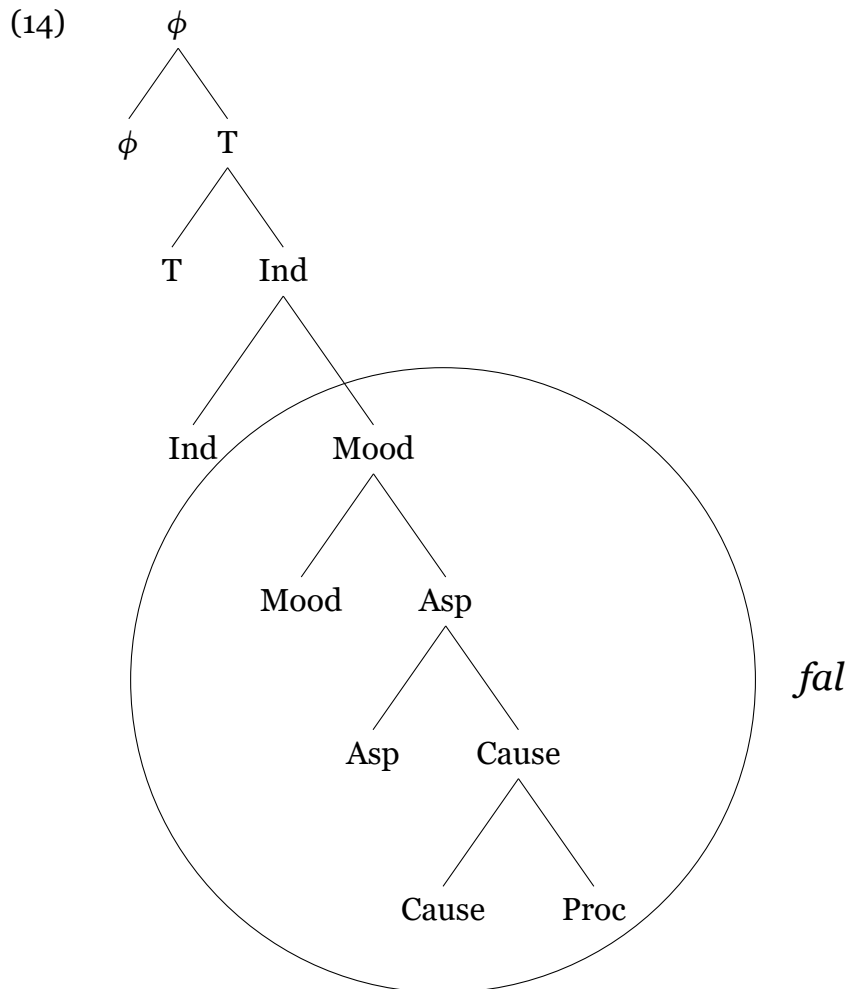 (14) ϕ
ϕ T
T Ind
Ind Mood
Mood Asp
fal
Asp Cause
Cause Proc